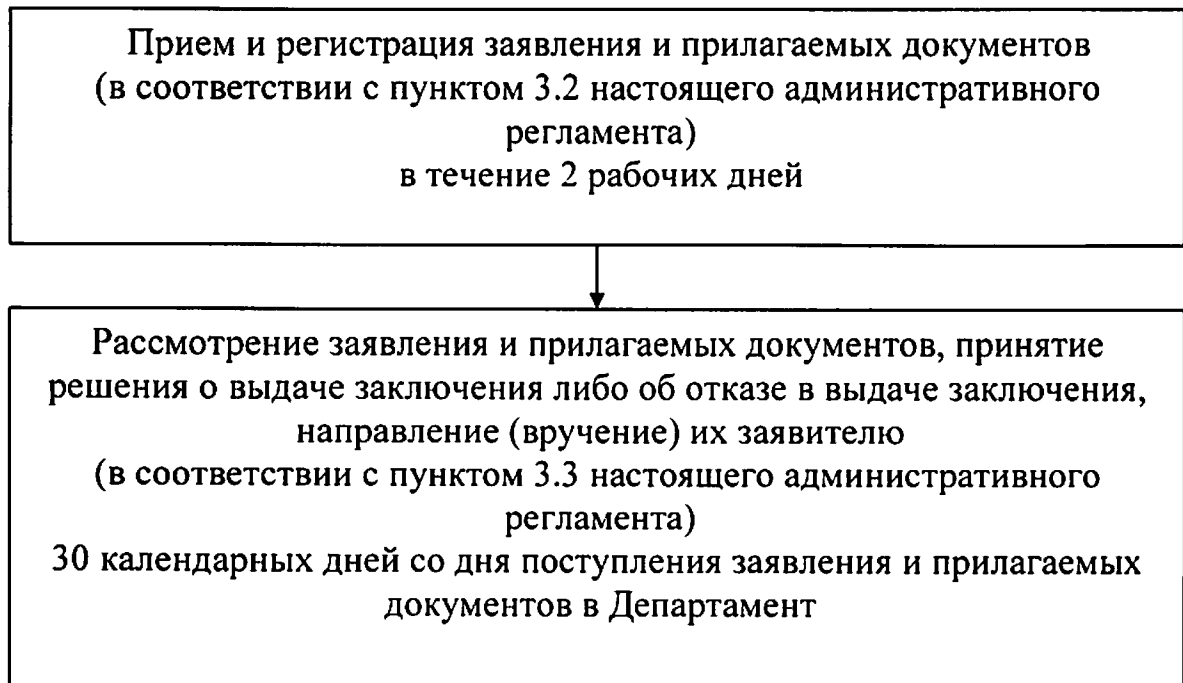 Прием и регистрация заявления и прилагаемых документов
(в соответствии с пунктом 3.2 настоящего административного
регламента)
в течение 2 рабочих дней
Рассмотрение заявления и прилагаемых документов, принятие
решения о выдаче заключения либо об отказе в выдаче заключения,
направление (вручение) их заявителю
(в соответствии с пунктом 3.3 настоящего административного
регламента)
30 календарных дней со дня поступления заявления и прилагаемых
документов в Департамент